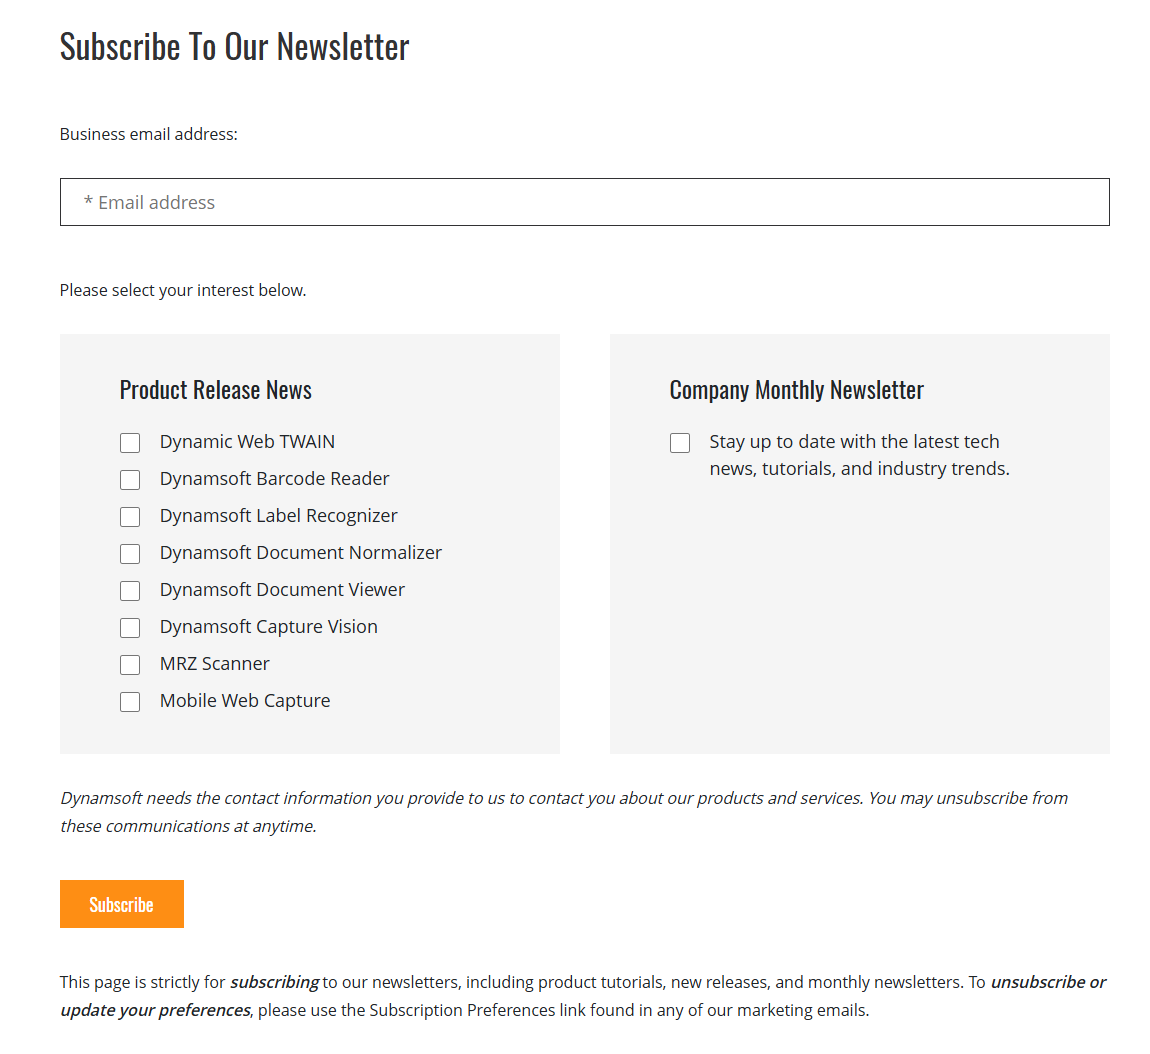 Subscribe To Our Newsletter
Business email address:
* Email address
Please select your interest below.
Product Release News
Dynamic Web TWAIN
Dynamsoft Barcode Reader
Dynamsoft Label Recognizer
Dynamsoft Document Normalizer
Dynamsoft Document Viewer
Dynamsoft Capture Vision
MRZ Scanner
Mobile Web Capture
Company Monthly Newsletter
Stay up to date with the latest tech
news, tutorials, and industry trends.
Dynamsoft needs the contact information you provide to us to contact you about our products and services. You may unsubscribe from
these communications at anytime.
Subscribe
This page is strictly for subscribing to our newsletters, including product tutorials, new releases, and monthly newsletters. To unsubscribe or
update your preferences, please use the Subscription Preferences link found in any of our marketing emails.